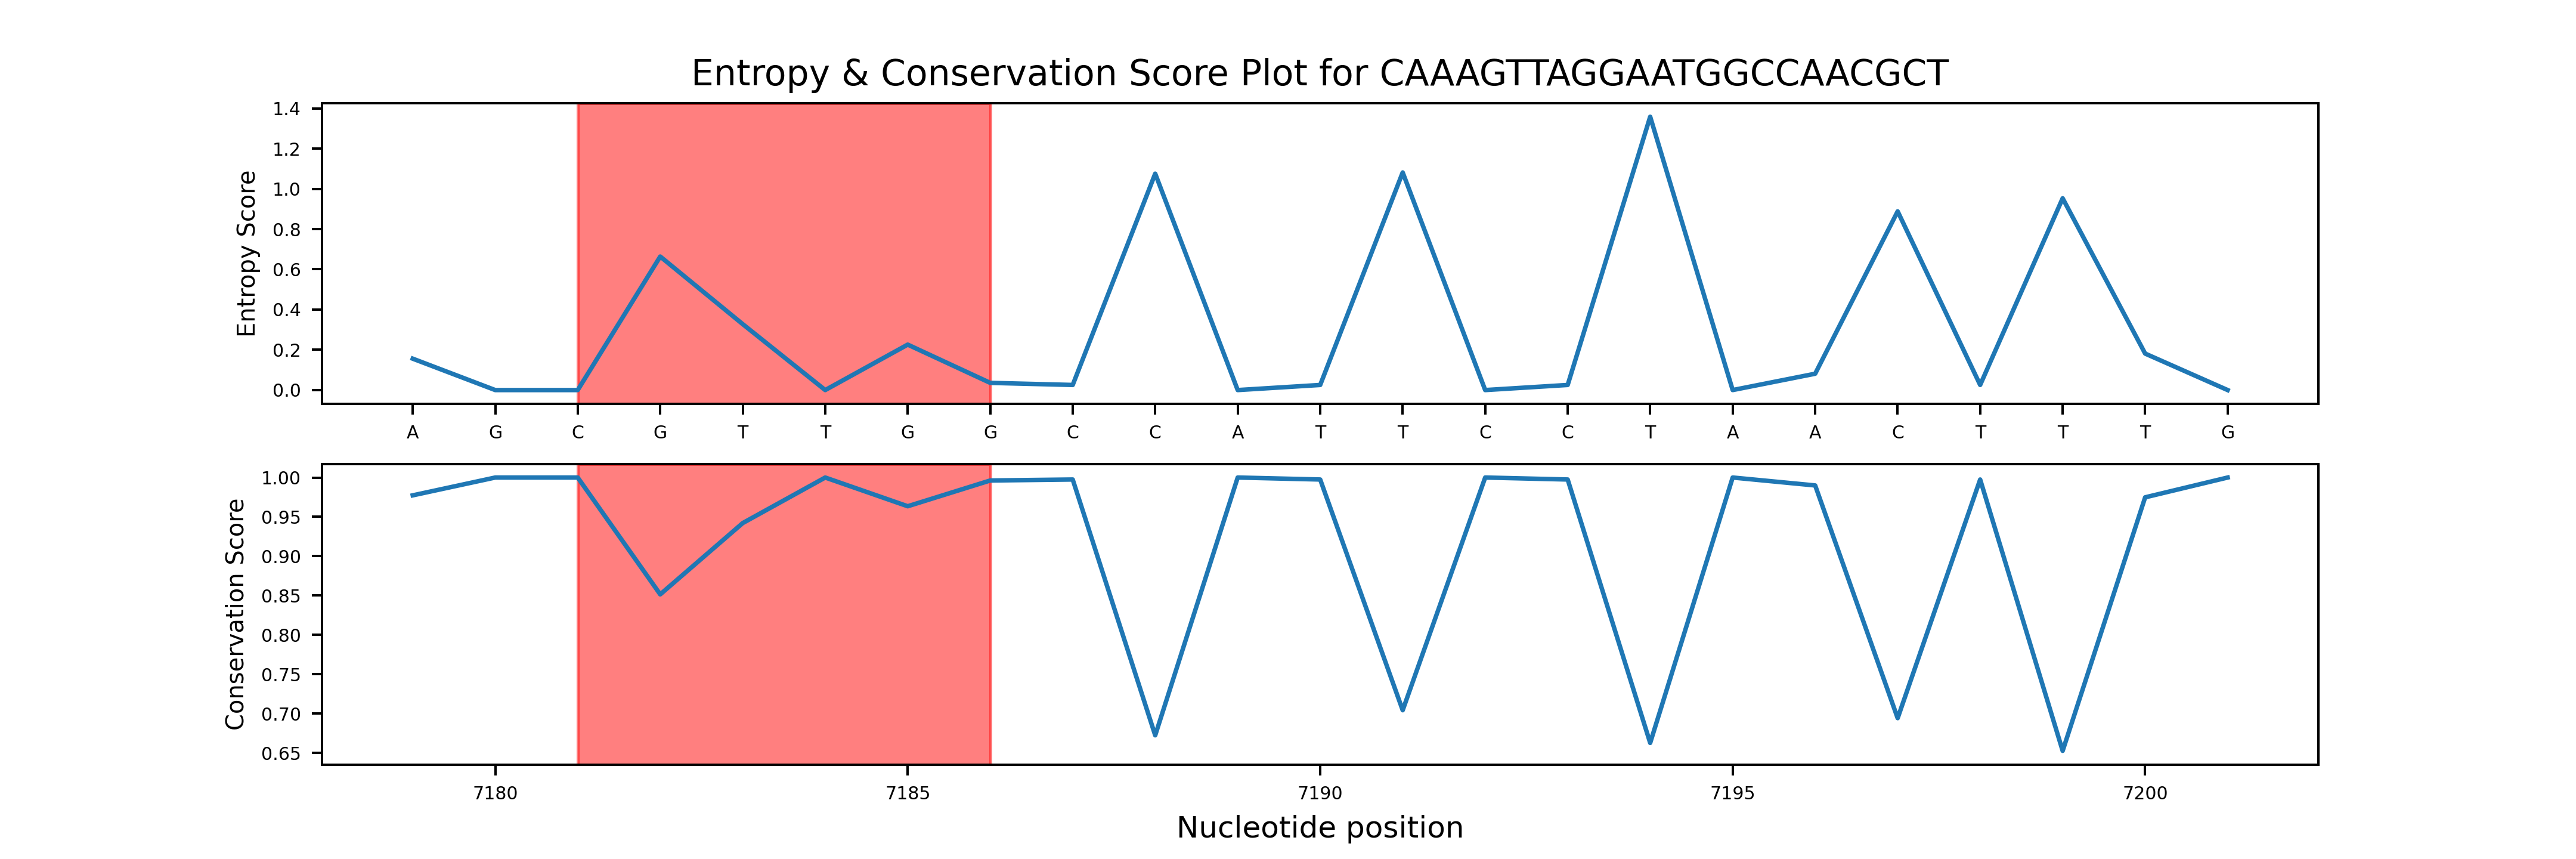 Entropy & Conservation Score Plot for CAAAGTTAGGAATGGCCAACGCT
Entropy Score
1.4
1.2
1.0
0.8
0.6
0.4
0.2
0.0
A G C G T T G G C C A T T C C T A A C T T T G
Conservation Score
1.00
0.95
0.90
0.85
0.80
0.75
0.70
0.65
7180 7185 7190 7195 7200
Nucleotide position